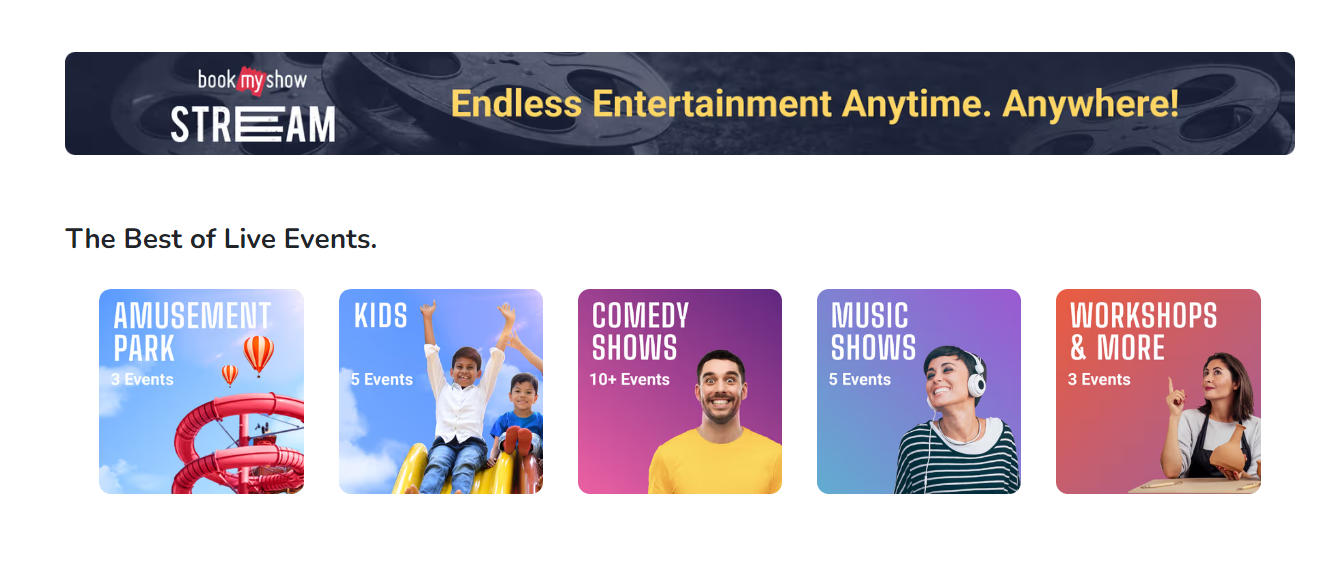 book my show
STREAM
Endless Entertainment Anytime. Anywhere!
The Best of Live Events.
AMUSEMENT
PARK
3 Events
KIDS
5 Events
COMEDY
SHOWS
10+ Events
MUSIC
SHOWS
5 Events
WORKSHOPS
& MORE
3 Events